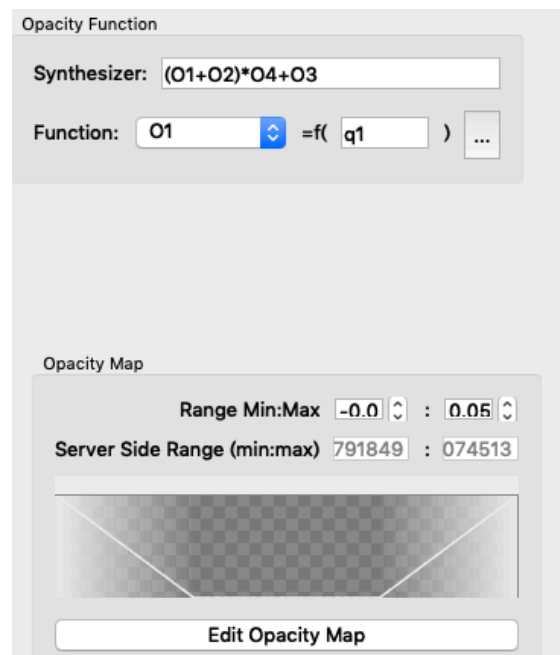 Opacity Function
Synthesizer: (O1+O2)*O4+O3
Function: O1 =f( q1 ) ...
Opacity Map
Range Min:Max -0.0 : 0.05
Server Side Range (min:max) 791849 : 074513
Edit Opacity Map